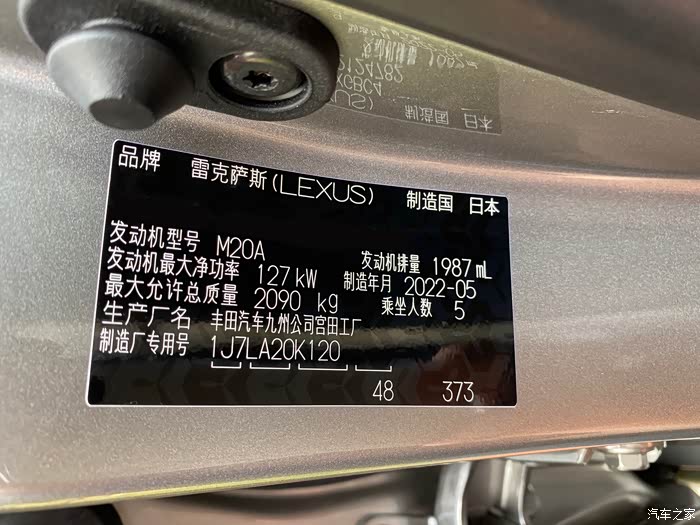 品牌 雷克萨斯(LEXUS) 制造国 日本
发动机型号 M20A 发动机排量 1987 mL
发动机最大净功率 127 kW 制造年月 2022-05
最大允许总质量 2090 kg 乘坐人数 5
生产厂名 丰田汽车九州公司宫田工厂
制造厂专用号 1J7LA20K120
48 373
汽车之家